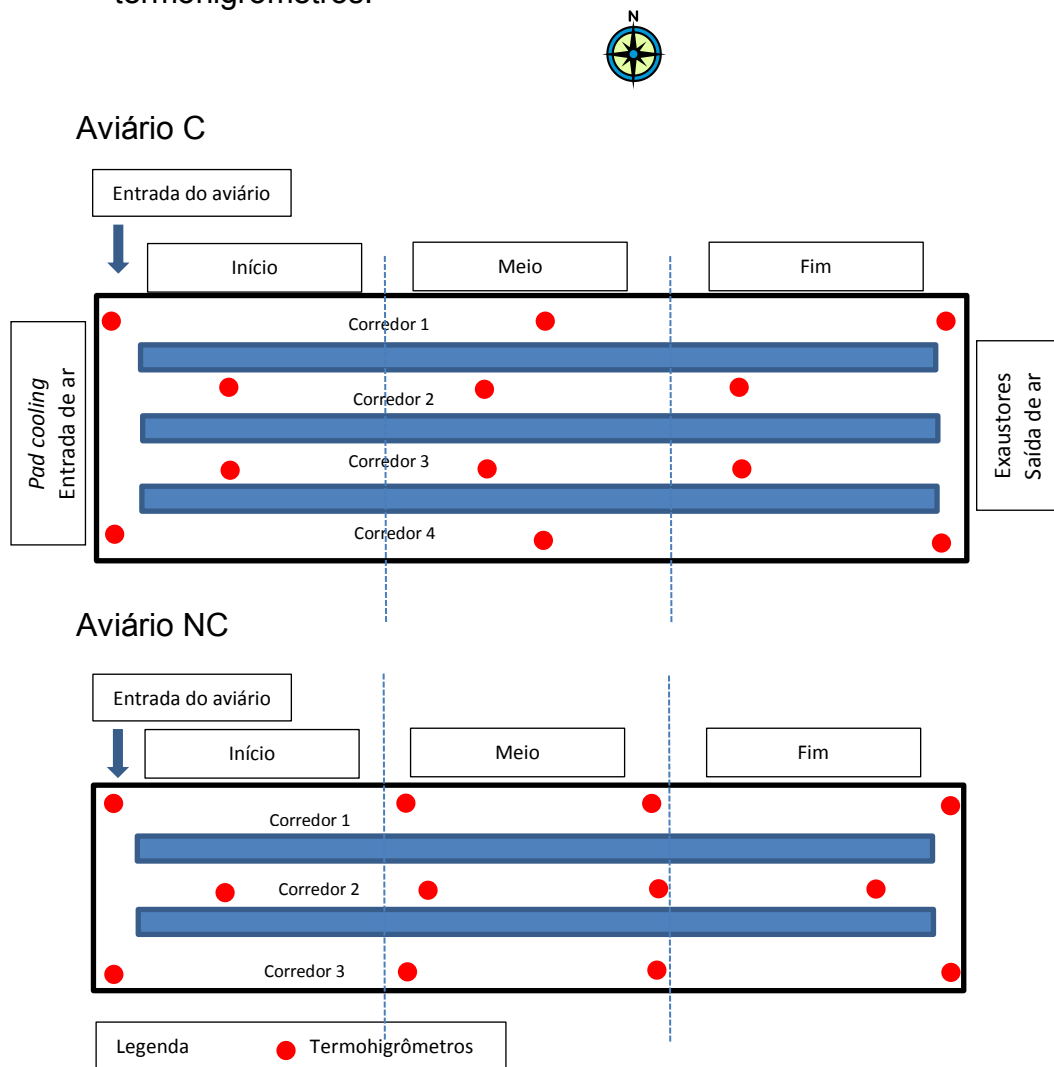 termohigrômetros.
N
Aviário C
Entrada do aviário
Início
Meio
Fim
Pad cooling
Entrada de ar
Corredor 1
Corredor 2
Corredor 3
Corredor 4
Exaustores
Saída de ar
Aviário NC
Entrada do aviário
Início
Meio
Fim
Corredor 1
Corredor 2
Corredor 3
Legenda
Termohigrômetros